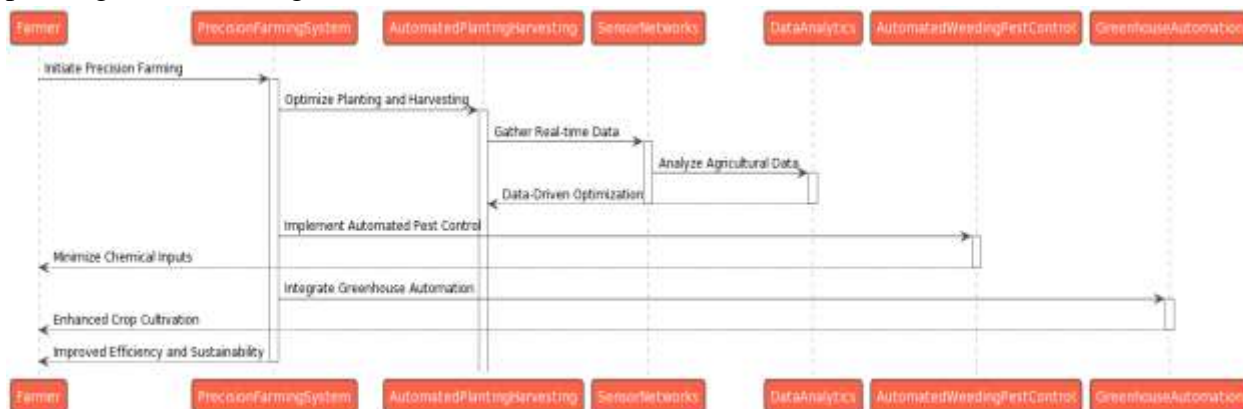 Farmer PrecisionFarmingSystem AutomatedPlantingHarvesting SensorNetworks DataAnalytics AutomatedWeedingPestControl GreenhouseAutomation
Initiate Precision Farming
Optimize Planting and Harvesting
Gather Real-time Data
Analyze Agricultural Data
Data-Driven Optimization
Implement Automated Pest Control
Minimize Chemical Inputs
Integrate Greenhouse Automation
Enhanced Crop Cultivation
Improved Efficiency and Sustainability
Farmer PrecisionFarmingSystem AutomatedPlantingHarvesting SensorNetworks DataAnalytics AutomatedWeedingPestControl GreenhouseAutomation